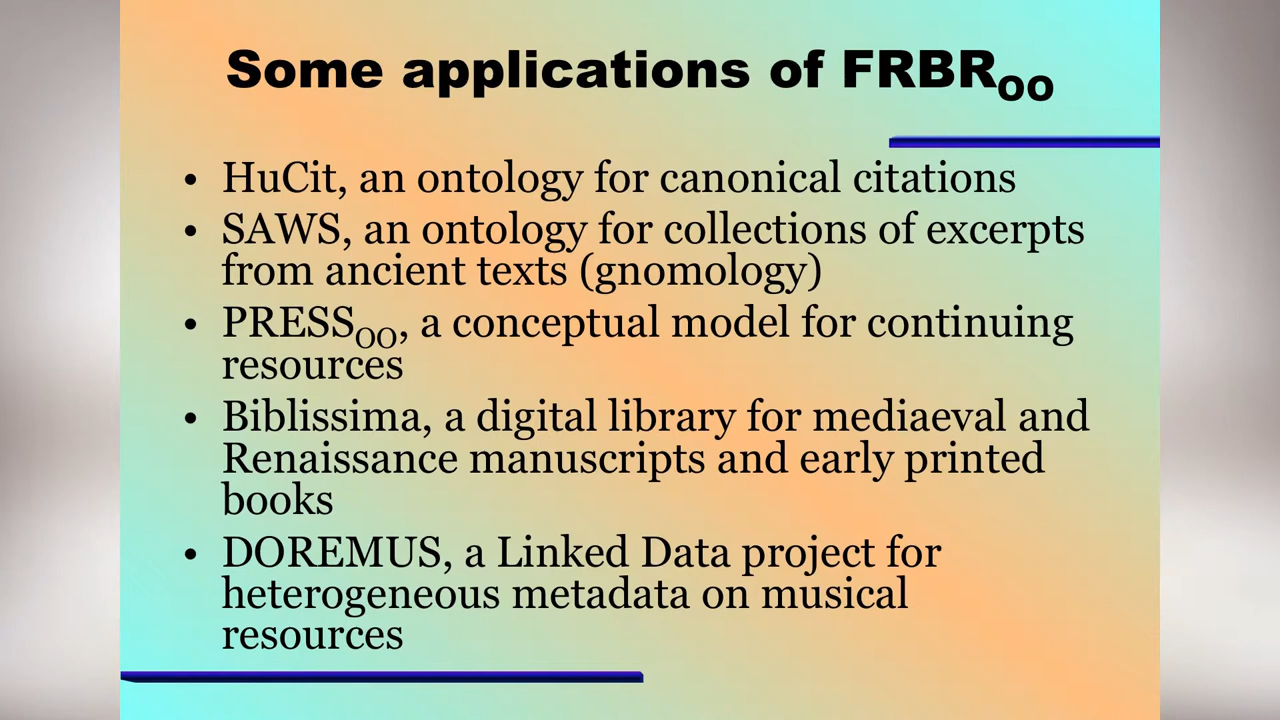 Some applications of FRBROO
• HuCit, an ontology for canonical citations
• SAWS, an ontology for collections of excerpts
from ancient texts (gnomology)
• PRESSOO, a conceptual model for continuing
resources
• Biblissima, a digital library for mediaeval and
Renaissance manuscripts and early printed
books
• DOREMUS, a Linked Data project for
heterogeneous metadata on musical
resources